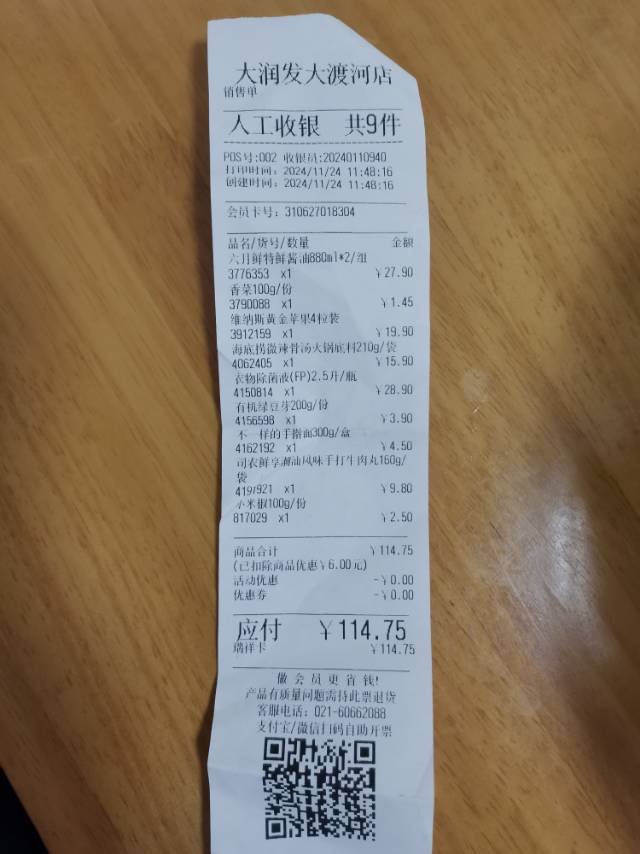 大润发大渡河店
销售单
人工收银 共9件
POS号:002 收银员:20240110940
打印时间: 2024/11/24 11:48:16
创建时间: 2024/11/24 11:48:16
会员卡号: 310627018304
品名/货号/数量 金额
六月鲜特鲜酱油880ml*2/组
3776353 x1 ￥27.90
香菜100g/份
3790088 x1 ￥1.45
维纳斯黄金苹果4粒装
3912159 x1 ￥19.90
海底捞微辣骨汤火锅底料210g/袋
4062405 x1 ￥15.90
衣物除菌液(FP)2.5升/瓶
4150814 x1 ￥28.90
有机绿豆芽200g/份
4156598 x1 ￥3.90
不一样的手擀面300g/盒
4162192 x1 ￥4.50
风味手打牛肉丸160g/
袋
x1 ￥9.80
小米椒100g/份
817029 x1 ￥2.50
商品合计 ￥114.75
(已扣除商品优惠￥6.00元)
活动优惠 -￥0.00
优惠券 -￥0.00
应付 ￥114.75
瑞祥卡 ￥114.75
做会员更省钱!
产品有质量问题需持此票退货
客服电话: 021-60662088
支付宝/微信扫码自助开票